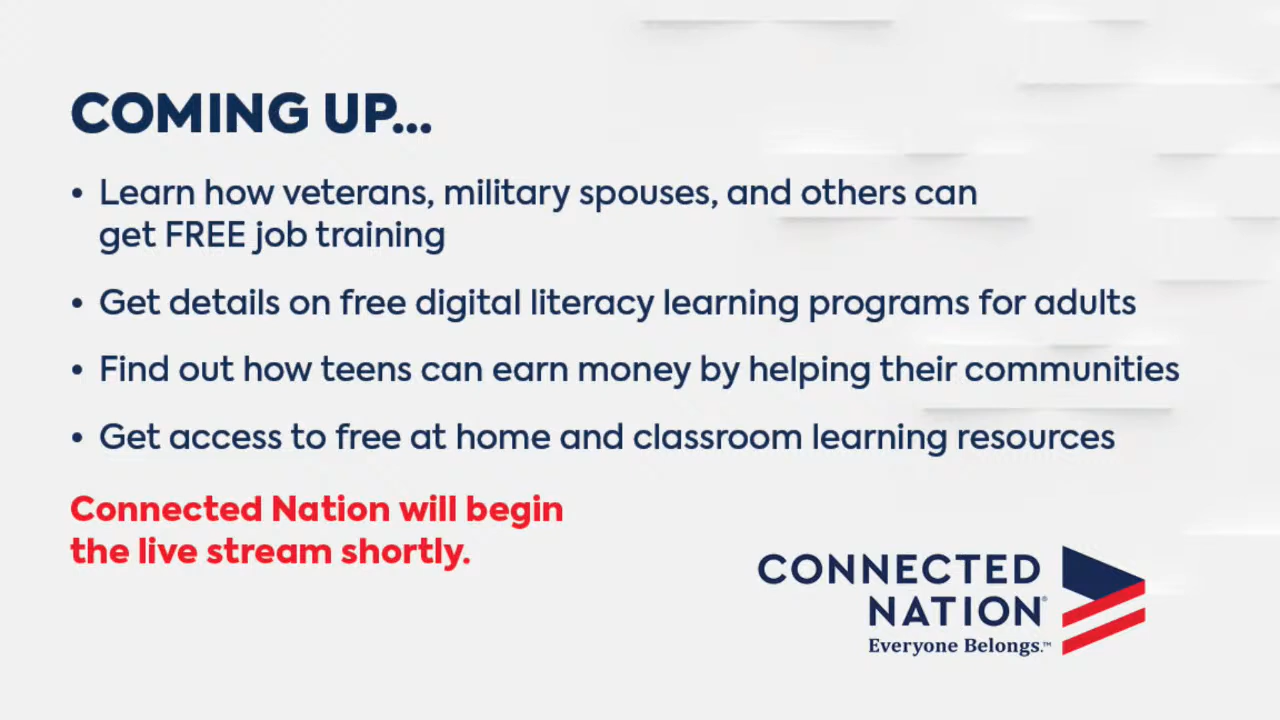 COMING UP...
• Learn how veterans, military spouses, and others can
get FREE job training
• Get details on free digital literacy learning programs for adults
• Find out how teens can earn money by helping their communities
• Get access to free at home and classroom learning resources
Connected Nation will begin
the live stream shortly.
CONNECTED
NATION®
Everyone Belongs.™